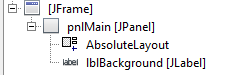 [JFrame]
pnlMain [JPanel]
AbsoluteLayout
label lblBackground [JLabel]